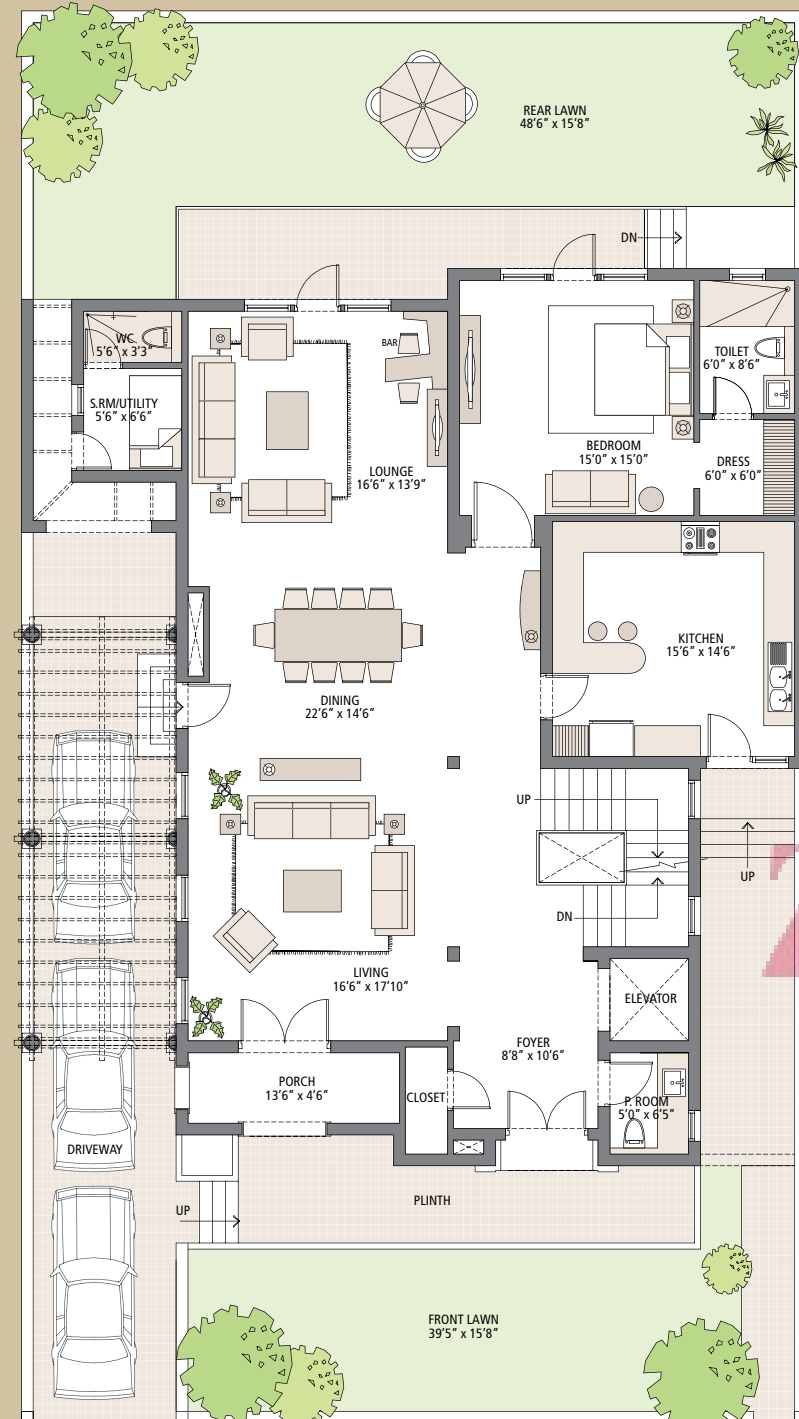 REAR LAWN
48'6" x 15'8"
DN
WC
5'6" x 3'3"
BAR
TOILET
6'0" x 8'6"
S.RM/UTILITY
5'6" x 6'6"
BEDROOM
15'0" x 15'0"
LOUNGE
16'6" x 13'9"
DRESS
6'0" x 6'0"
KITCHEN
15'6" x 14'6"
DINING
22'6" x 14'6"
UP
UP
DN
LIVING
16'6" x 17'10"
ELEVATOR
FOYER
8'8" x 10'6"
PORCH
13'6" x 4'6"
CLOSET
P. ROOM
5'0" x 6'5"
DRIVEWAY
PLINTH
UP
FRONT LAWN
39'5" x 15'8"